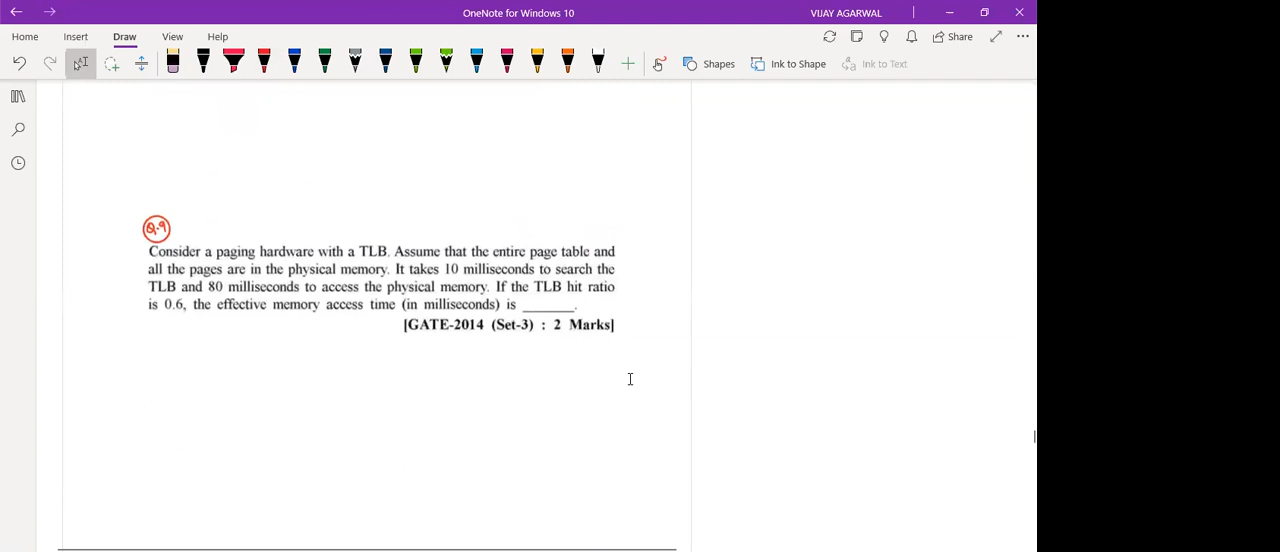 OneNote for Windows 10
VIJAY AGARWAL
Home Insert Draw View Help
Share
Shapes
Ink to Shape
Ink to Text
Q.9
Consider a paging hardware with a TLB. Assume that the entire page table and
all the pages are in the physical memory. It takes 10 milliseconds to search the
TLB and 80 milliseconds to access the physical memory. If the TLB hit ratio
is 0.6, the effective memory access time (in milliseconds) is _______.
[GATE-2014 (Set-3) : 2 Marks]